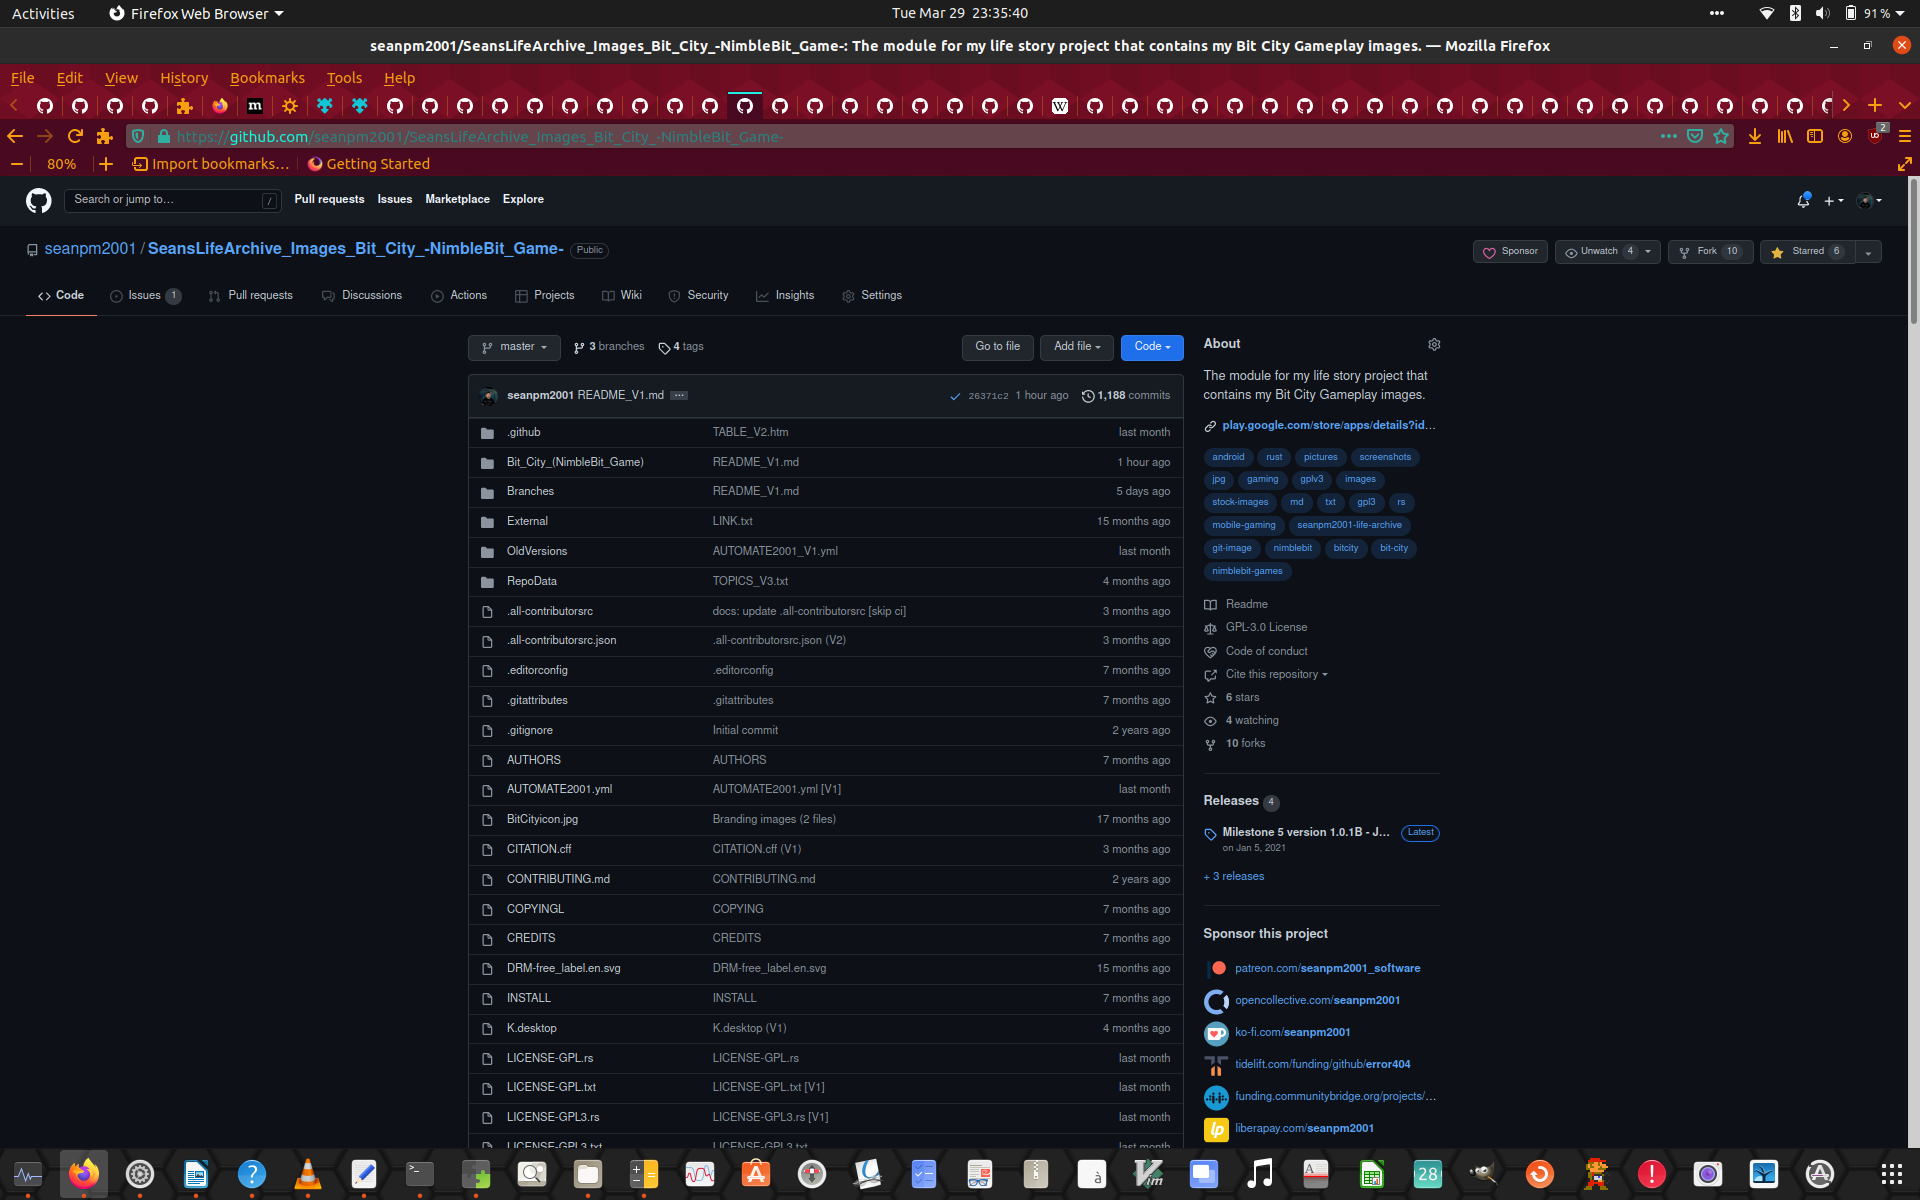 Activities Firefox Web Browser Tue Mar 29 23:35:40 91 %
seanpm2001/SeansLifeArchive_Images_Bit_City_-NimbleBit_Game-: The module for my life story project that contains my Bit City Gameplay images. — Mozilla Firefox
File Edit View History Bookmarks Tools Help
https://github.com/seanpm2001/SeansLifeArchive_Images_Bit_City_-NimbleBit_Game- 2
80% Import bookmarks... Getting Started
Search or jump to... / Pull requests Issues Marketplace Explore
seanpm2001 / SeansLifeArchive_Images_Bit_City_-NimbleBit_Game- Public
Sponsor Unwatch 4 Fork 10 Starred 6
Code Issues 1 Pull requests Discussions Actions Projects Wiki Security Insights Settings
master 3 branches 4 tags Go to file Add file Code
seanpm2001 README_V1.md ... 26371c2 1 hour ago 1,188 commits
.github TABLE_V2.htm last month
Bit_City_(NimbleBit_Game) README_V1.md 1 hour ago
Branches README_V1.md 5 days ago
External LINK.txt 15 months ago
OldVersions AUTOMATE2001_V1.yml last month
RepoData TOPICS_V3.txt 4 months ago
.all-contributorsrc docs: update .all-contributorsrc [skip ci] 3 months ago
.all-contributorsrc.json .all-contributorsrc.json (V2) 3 months ago
.editorconfig .editorconfig 7 months ago
.gitattributes .gitattributes 7 months ago
.gitignore Initial commit 2 years ago
AUTHORS AUTHORS 7 months ago
AUTOMATE2001.yml AUTOMATE2001.yml [V1] last month
BitCityicon.jpg Branding images (2 files) 17 months ago
CITATION.cff CITATION.cff (V1) 3 months ago
CONTRIBUTING.md CONTRIBUTING.md 2 years ago
COPYINGL COPYING 7 months ago
CREDITS CREDITS 7 months ago
DRM-free_label.en.svg DRM-free_label.en.svg 15 months ago
INSTALL INSTALL 7 months ago
K.desktop K.desktop (V1) 4 months ago
LICENSE-GPL.rs LICENSE-GPL.rs last month
LICENSE-GPL.txt LICENSE-GPL.txt [V1] last month
LICENSE-GPL3.rs LICENSE-GPL3.rs [V1] last month
LICENSE-GPL3.txt LICENSE-GPL3.txt last month
About
The module for my life story project that
contains my Bit City Gameplay images.
play.google.com/store/apps/details?id...
android rust pictures screenshots
jpg gaming gplv3 images
stock-images md txt gpl3 rs
mobile-gaming seanpm2001-life-archive
git-image nimblebit bitcity bit-city
nimblebit-games
Readme
GPL-3.0 License
Code of conduct
Cite this repository
6 stars
4 watching
10 forks
Releases 4
Milestone 5 version 1.0.1B - J... Latest
on Jan 5, 2021
+ 3 releases
Sponsor this project
patreon.com/seanpm2001_software
opencollective.com/seanpm2001
ko-fi.com/seanpm2001
tidelift.com/funding/github/error404
funding.communitybridge.org/projects/...
liberapay.com/seanpm2001
28